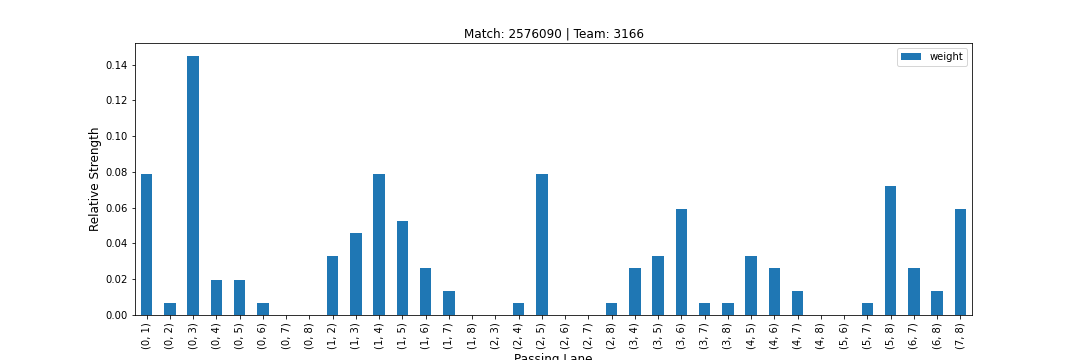 Match: 2576090 | Team: 3166
weight
Relative Strength
0.14
0.12
0.10
0.08
0.06
0.04
0.02
0.00
(0, 1) (0, 2) (0, 3) (0, 4) (0, 5) (0, 6) (0, 7) (0, 8) (1, 2) (1, 3) (1, 4) (1, 5) (1, 6) (1, 7) (1, 8) (2, 3) (2, 4) (2, 5) (2, 6) (2, 7) (2, 8) (3, 4) (3, 5) (3, 6) (3, 7) (3, 8) (4, 5) (4, 6) (4, 7) (4, 8) (5, 6) (5, 7) (5, 8) (6, 7) (6, 8) (7, 8)
Passing Lane